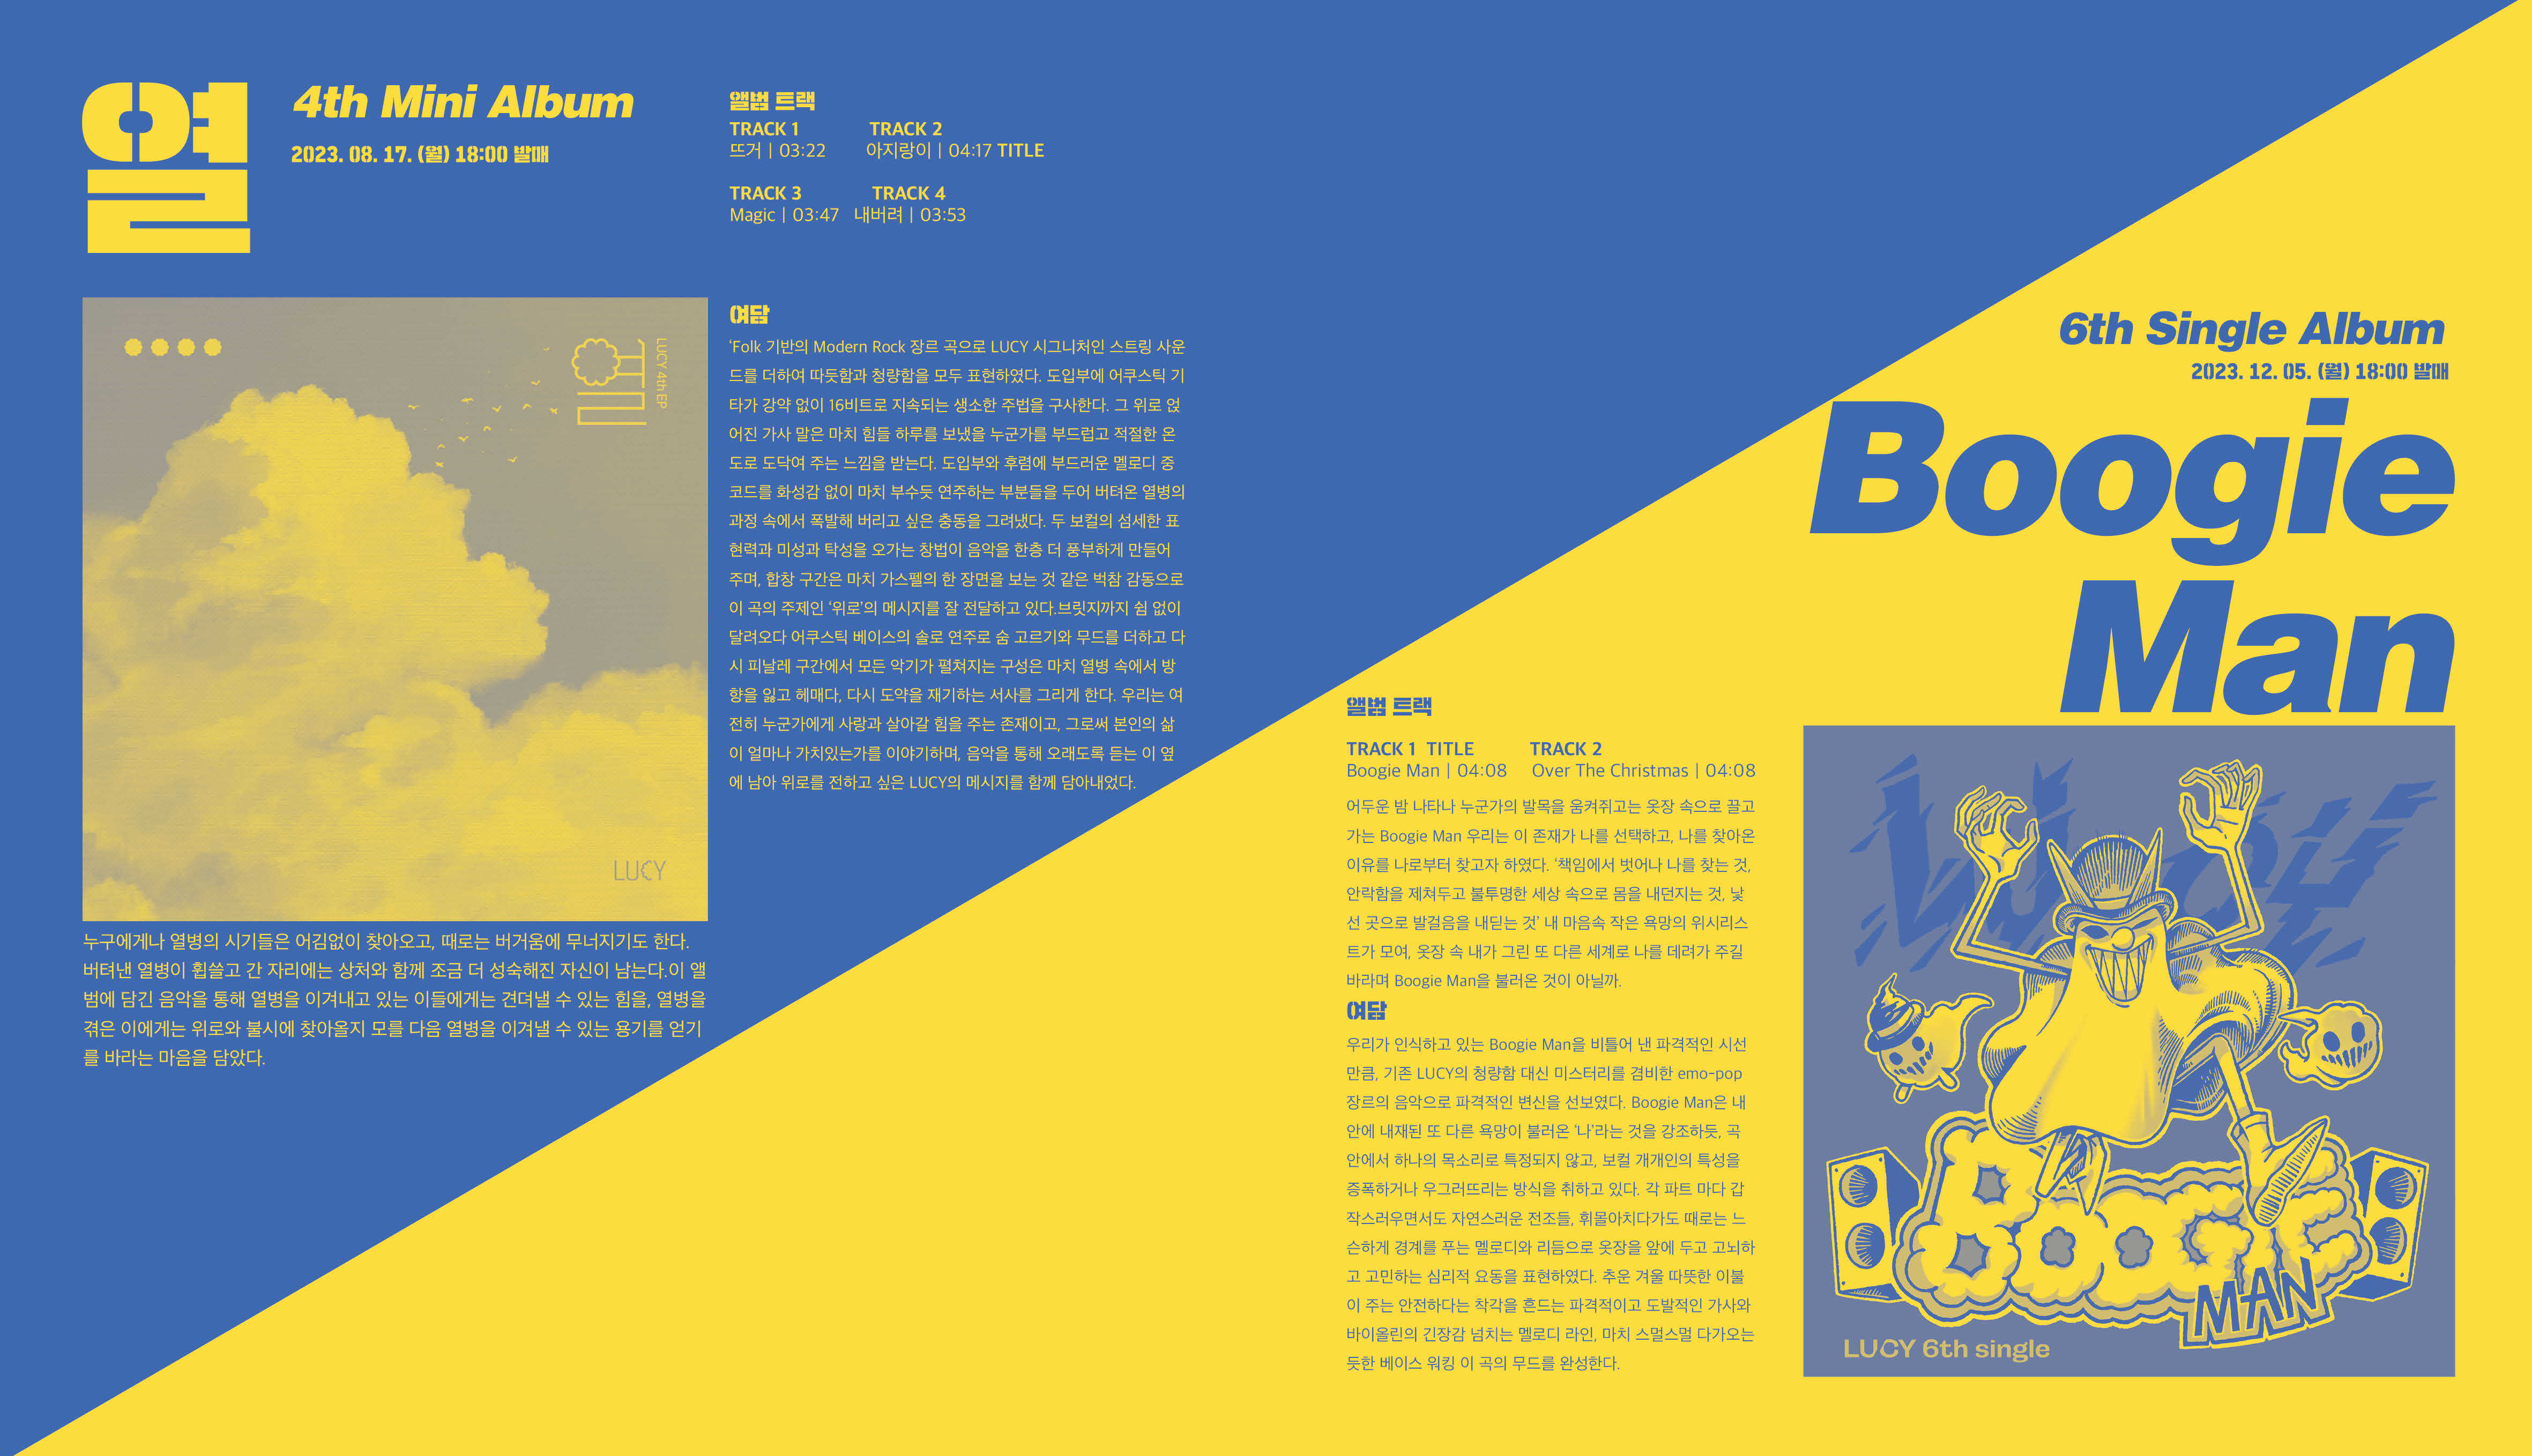 열
4th Mini Album
2023. 08. 17. (월) 18:00 발매
앨범 트랙
TRACK 1 TRACK 2
뜨거 | 03:22 아지랑이 | 04:17 TITLE
TRACK 3 TRACK 4
Magic | 03:47 내버려 | 03:53
열
LUCY 4th EP
LUCY
누구에게나 열병의 시기들은 어김없이 찾아오고, 때로는 버거움에 무너지기도 한다.
버텨낸 열병이 휩쓸고 간 자리에는 상처와 함께 조금 더 성숙해진 자신이 남는다.이 앨
범에 담긴 음악을 통해 열병을 이겨내고 있는 이들에게는 견뎌낼 수 있는 힘을, 열병을
겪은 이에게는 위로와 불시에 찾아올지 모를 다음 열병을 이겨낼 수 있는 용기를 얻기
를 바라는 마음을 담았다.
여담
‘Folk 기반의 Modern Rock 장르 곡으로 LUCY 시그니처인 스트링 사운
드를 더하여 따듯함과 청량함을 모두 표현하였다. 도입부에 어쿠스틱 기
타가 강약 없이 16비트로 지속되는 생소한 주법을 구사한다. 그 위로 얹
어진 가사 말은 마치 힘들 하루를 보냈을 누군가를 부드럽고 적절한 온
도로 도닥여 주는 느낌을 받는다. 도입부와 후렴에 부드러운 멜로디 중
코드를 화성감 없이 마치 부수듯 연주하는 부분들을 두어 버텨온 열병의
과정 속에서 폭발해 버리고 싶은 충동을 그려냈다. 두 보컬의 섬세한 표
현력과 미성과 탁성을 오가는 창법이 음악을 한층 더 풍부하게 만들어
주며, 합창 구간은 마치 가스펠의 한 장면을 보는 것 같은 벅참 감동으로
이 곡의 주제인 ‘위로’의 메시지를 잘 전달하고 있다.브릿지까지 쉼 없이
달려오다 어쿠스틱 베이스의 솔로 연주로 숨 고르기와 무드를 더하고 다
시 피날레 구간에서 모든 악기가 펼쳐지는 구성은 마치 열병 속에서 방
향을 잃고 헤매다, 다시 도약을 재기하는 서사를 그리게 한다. 우리는 여
전히 누군가에게 사랑과 살아갈 힘을 주는 존재이고, 그로써 본인의 삶
이 얼마나 가치있는가를 이야기하며, 음악을 통해 오래도록 듣는 이 옆
에 남아 위로를 전하고 싶은 LUCY의 메시지를 함께 담아내었다.
6th Single Album
2023. 12. 05. (월) 18:00 발매
Boogie
Man
앨범 트랙
TRACK 1 TITLE TRACK 2
Boogie Man | 04:08 Over The Christmas | 04:08
어두운 밤 나타나 누군가의 발목을 움켜쥐고는 옷장 속으로 끌고
가는 Boogie Man 우리는 이 존재가 나를 선택하고, 나를 찾아온
이유를 나로부터 찾고자 하였다. ‘책임에서 벗어나 나를 찾는 것,
안락함을 제쳐두고 불투명한 세상 속으로 몸을 내던지는 것, 낯
선 곳으로 발걸음을 내딛는 것’ 내 마음속 작은 욕망의 위시리스
트가 모여, 옷장 속 내가 그린 또 다른 세계로 나를 데려가 주길
바라며 Boogie Man을 불러온 것이 아닐까.
여담
우리가 인식하고 있는 Boogie Man을 비틀어 낸 파격적인 시선
만큼, 기존 LUCY의 청량함 대신 미스터리를 겸비한 emo-pop
장르의 음악으로 파격적인 변신을 선보였다. Boogie Man은 내
안에 내재된 또 다른 욕망이 불러온 ‘나’라는 것을 강조하듯, 곡
안에서 하나의 목소리로 특정되지 않고, 보컬 개개인의 특성을
증폭하거나 우그러뜨리는 방식을 취하고 있다. 각 파트 마다 갑
작스러우면서도 자연스러운 전조들, 휘몰아치다가도 때로는 느
슨하게 경계를 푸는 멜로디와 리듬으로 옷장을 앞에 두고 고뇌하
고 고민하는 심리적 요동을 표현하였다. 추운 겨울 따뜻한 이불
이 주는 안전하다는 착각을 흔드는 파격적이고 도발적인 가사와
바이올린의 긴장감 넘치는 멜로디 라인, 마치 스멀스멀 다가오는
듯한 베이스 워킹 이 곡의 무드를 완성한다.
Lucy
BOOGIE
MAN
LUCY 6th single